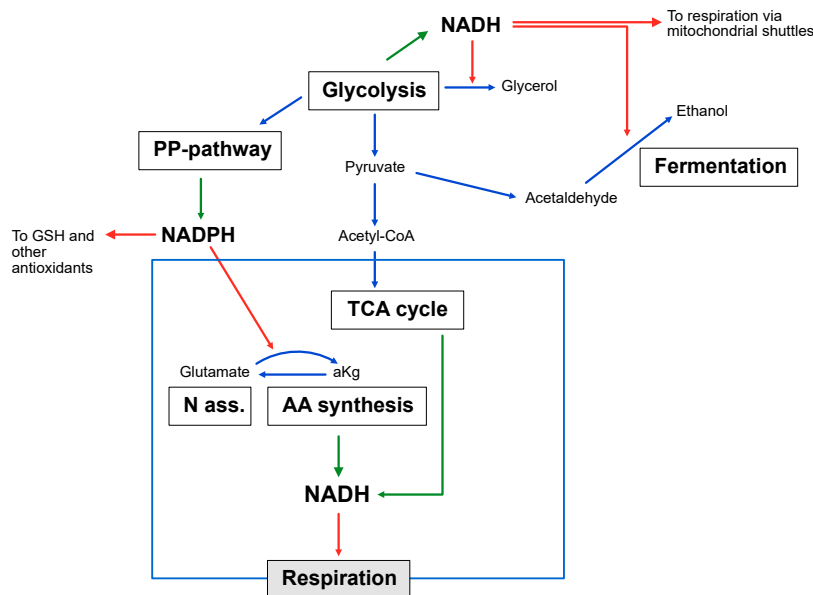 NADH
To respiration via
mitochondrial shuttles
Glycolysis
Glycerol
Ethanol
PP-pathway
Pyruvate
Fermentation
Acetaldehyde
To GSH and
other
antioxidants
NADPH
Acetyl-CoA
TCA cycle
Glutamate
aKg
N ass.
AA synthesis
NADH
Respiration